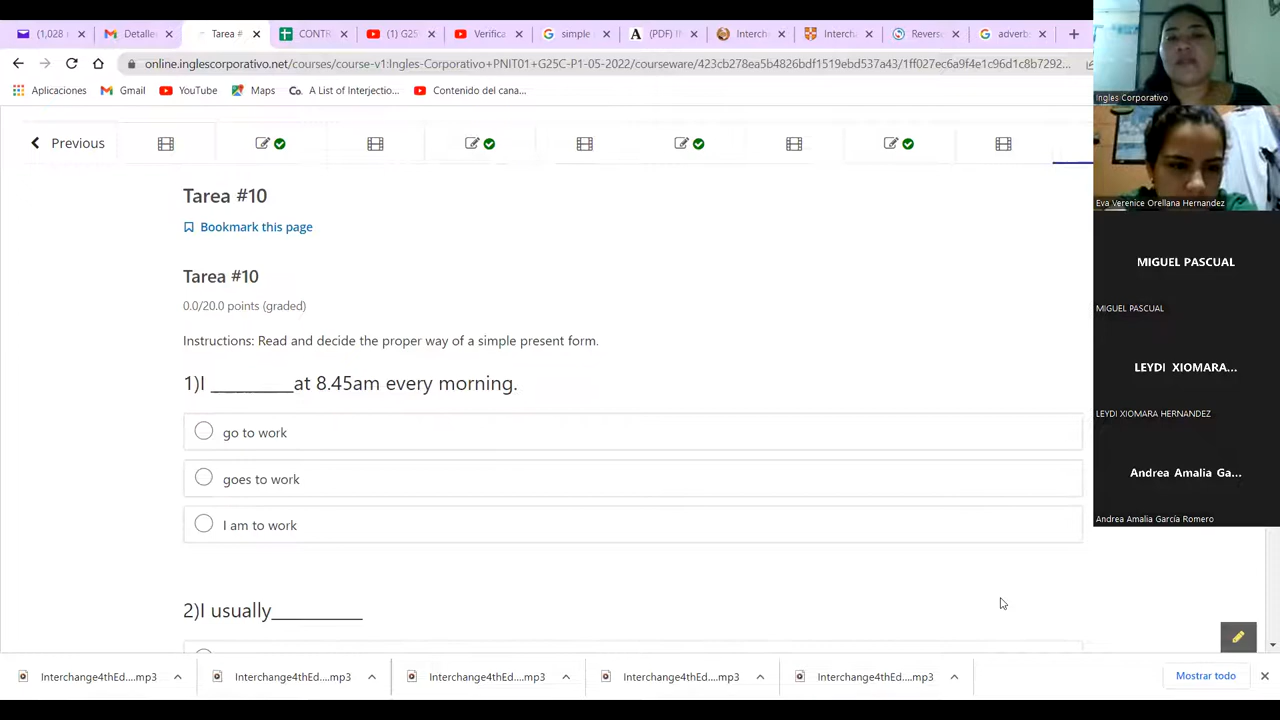 (1,028
Detalle
Tarea #
CONTR
(1) G25
Verifica
simple
(PDF) IN
Interch
Intercha
Revers
adverb
online.inglescorporativo.net/courses/course-v1:Ingles-Corporativo+PNIT01+G25C-P1-05-2022/courseware/423cb278ea5b4826bdf1519ebd537a43/1ff027ec6a9f4e1c96d1c8b7292...
Aplicaciones
Gmail
YouTube
Maps
Co.
A List of Interjectio...
Contenido del cana...
Previous
Tarea #10
Bookmark this page
Tarea #10
0.0/20.0 points (graded)
Instructions: Read and decide the proper way of a simple present form.
1)I _________at 8.45am every morning.
go to work
goes to work
I am to work
2)I usually__________
Interchange4thEd....mp3
Interchange4thEd....mp3
Interchange4thEd....mp3
Interchange4thEd....mp3
Interchange4thEd....mp3
Mostrar todo
Ingles Corporativo
Eva Verenice Orellana Hernandez
MIGUEL PASCUAL
MIGUEL PASCUAL
LEYDI XIOMARA...
LEYDI XIOMARA HERNANDEZ
Andrea Amalia Ga...
Andrea Amalia García Romero